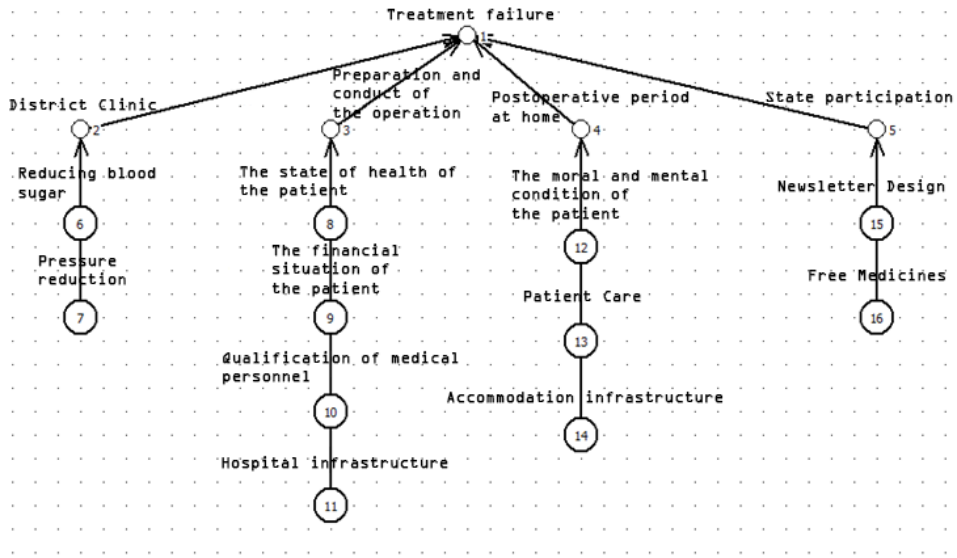 Treatment failure
1
Preparation and
conduct of
the operation
District Clinic
Postoperative period
at home
State participation
2
3
4
5
Reducing blood
sugar
The state of health of
the patient
The moral and mental
condition of
the patient
Newsletter Design
6
8
12
15
Pressure
reduction
The financial
situation of
the patient
Patient Care
Free Medicines
7
9
13
16
Qualification of medical
personnel
Accommodation infrastructure
10
14
Hospital infrastructure
11